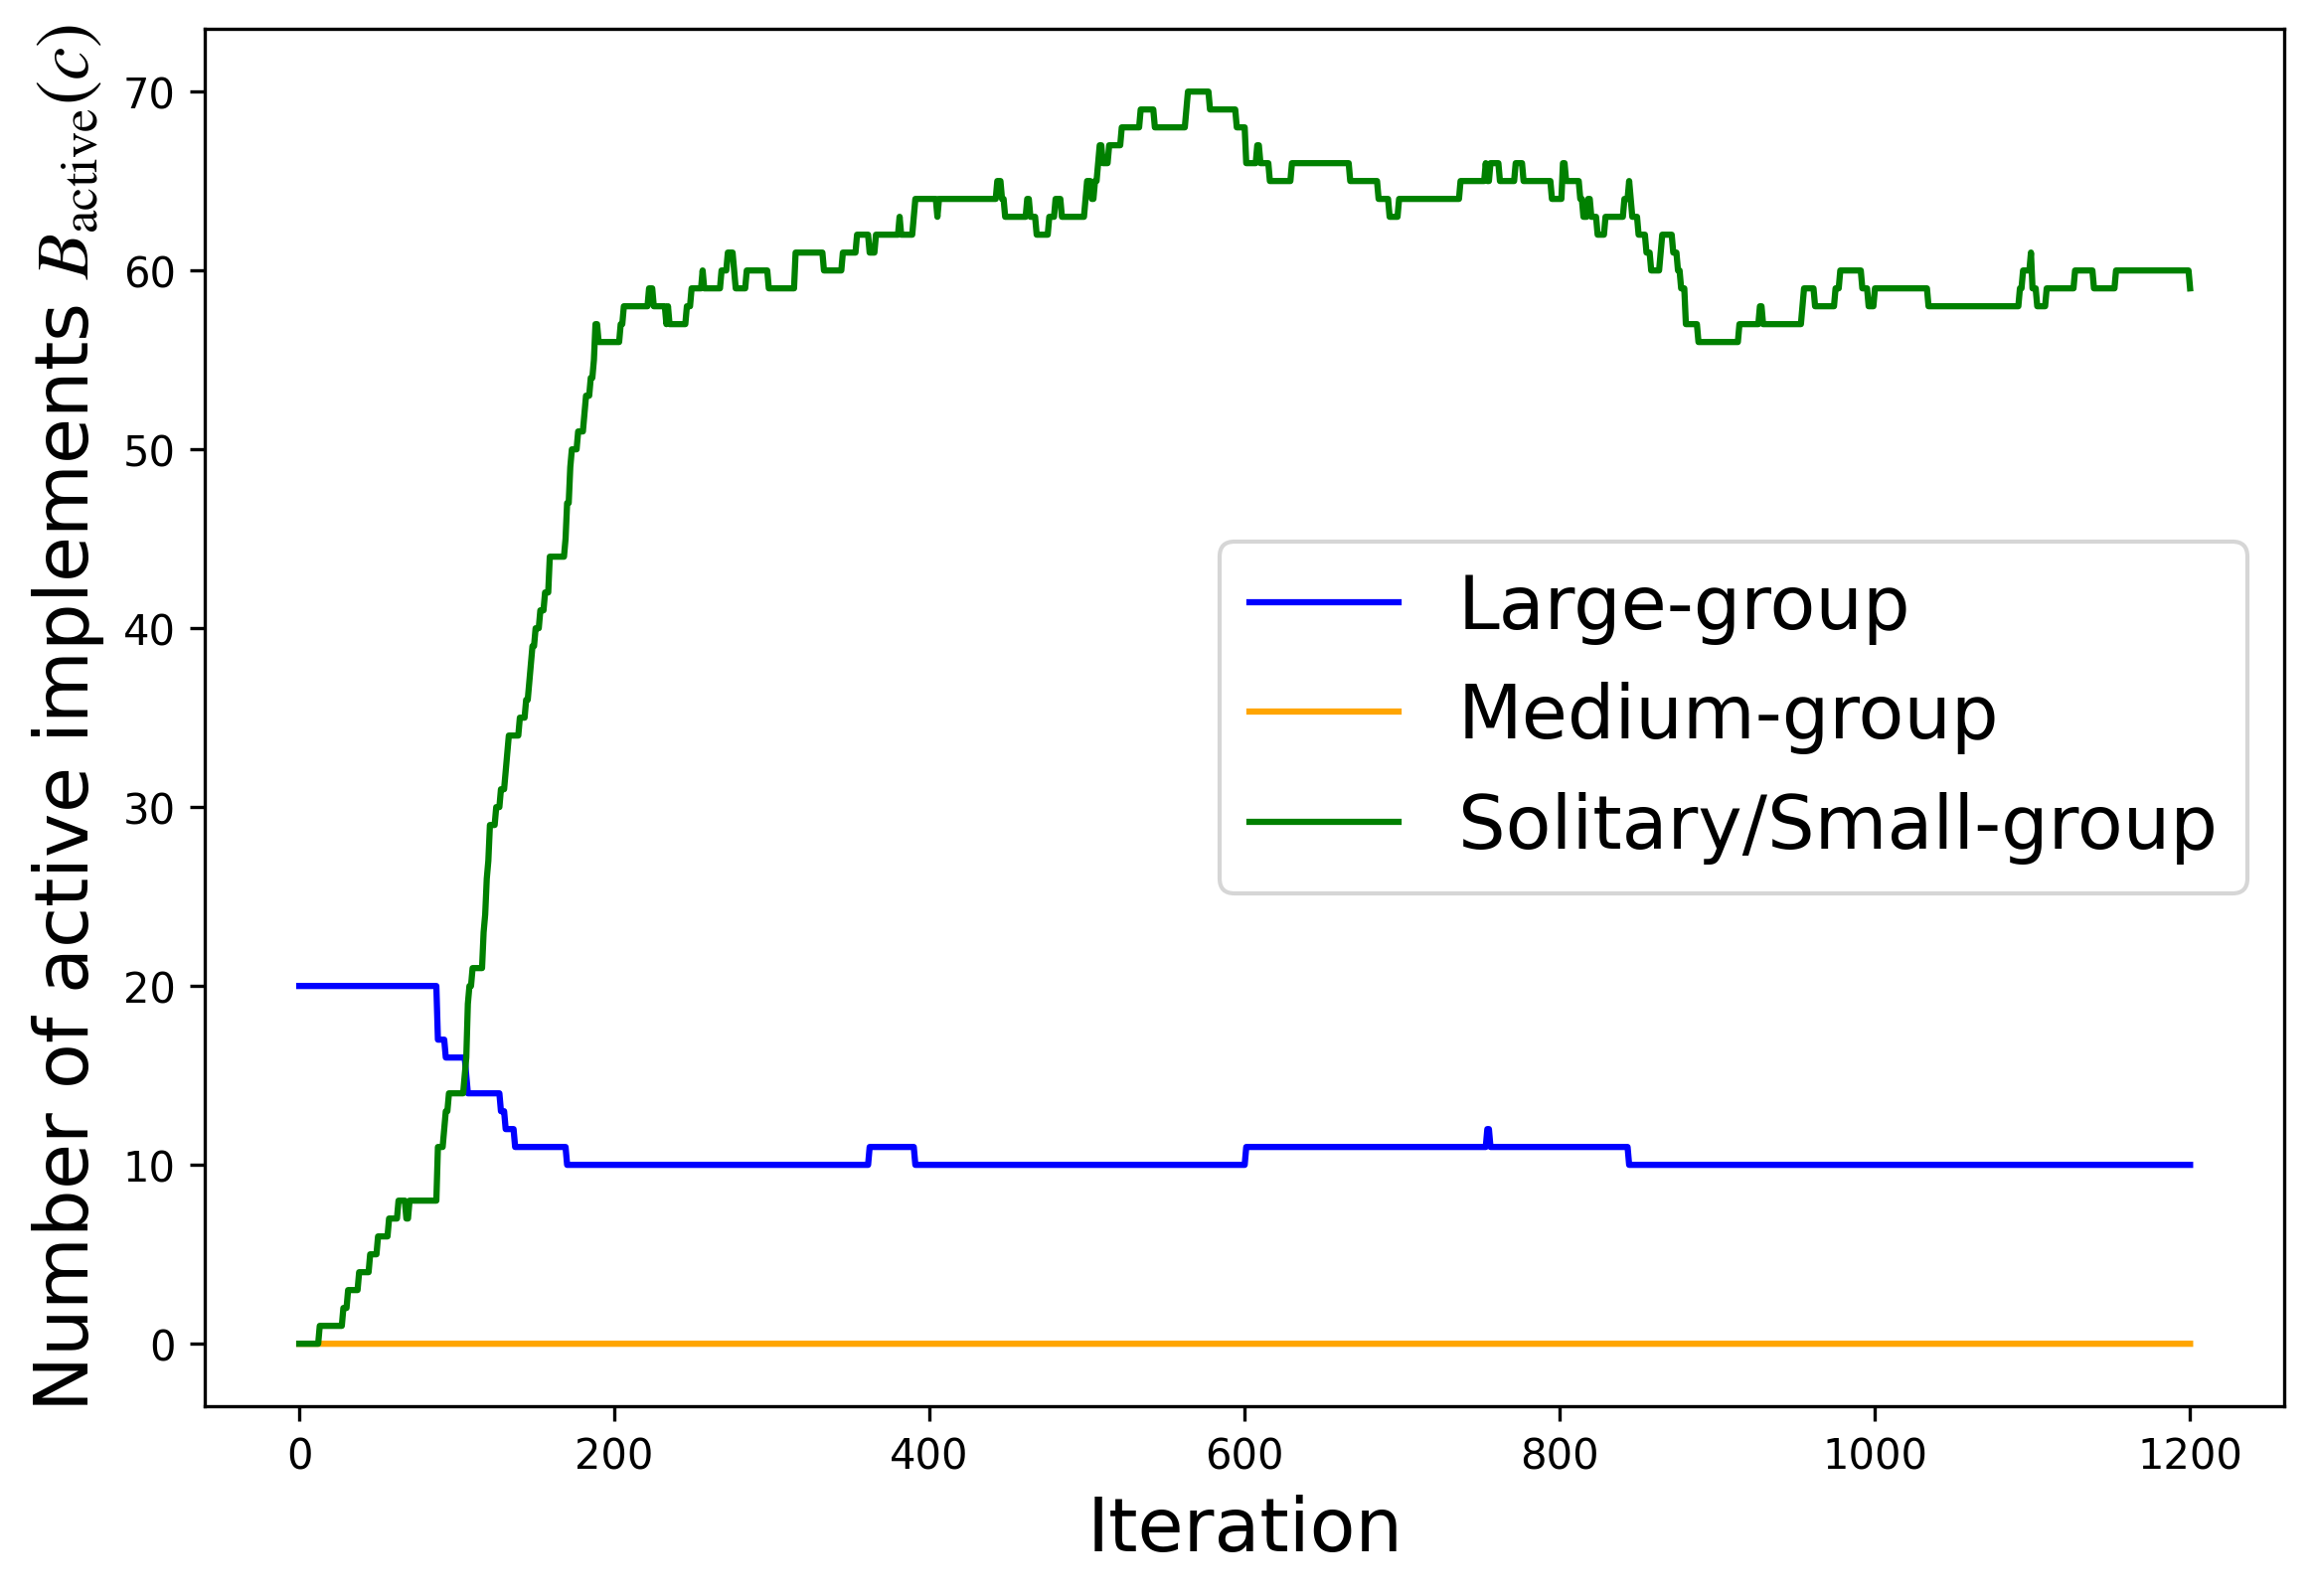 Number of active implements B_active(c)
70
60
50
40
30
20
10
0
Large-group
Medium-group
Solitary/Small-group
0 200 400 600 800 1000 1200
Iteration